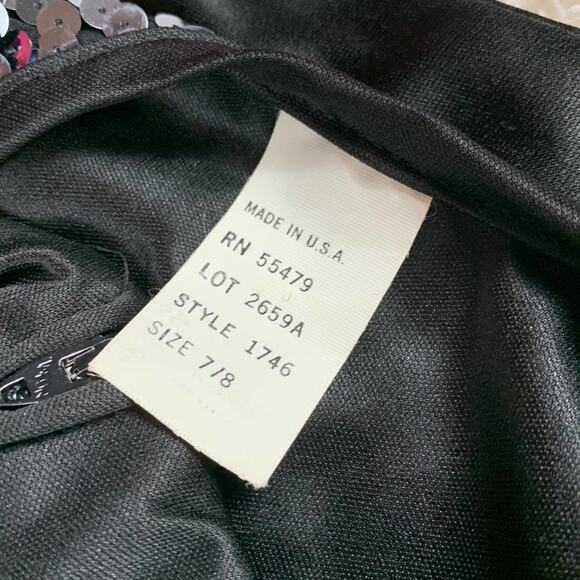 MADE IN U.S.A.
RN 55479
LOT 2659A
STYLE 1746
SIZE 7/8